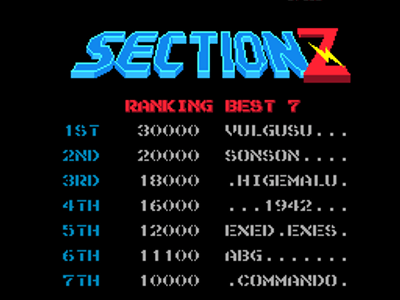 SECTION Z
RANKING BEST 7
1ST 30000 VULGUSU...
2ND 20000 SONSON....
3RD 18000 .HIGEMALU.
4TH 16000 ...1942...
5TH 12000 EXED.EXES.
6TH 11100 ABG.......
7TH 10000 .COMMANDO.